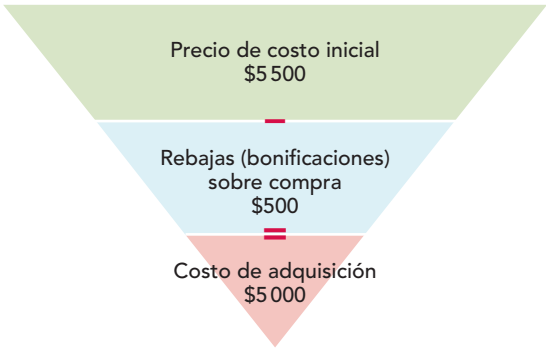 Precio de costo inicial
$5 500
–
Rebajas (bonificaciones)
sobre compra
$500
=
Costo de adquisición
$5 000